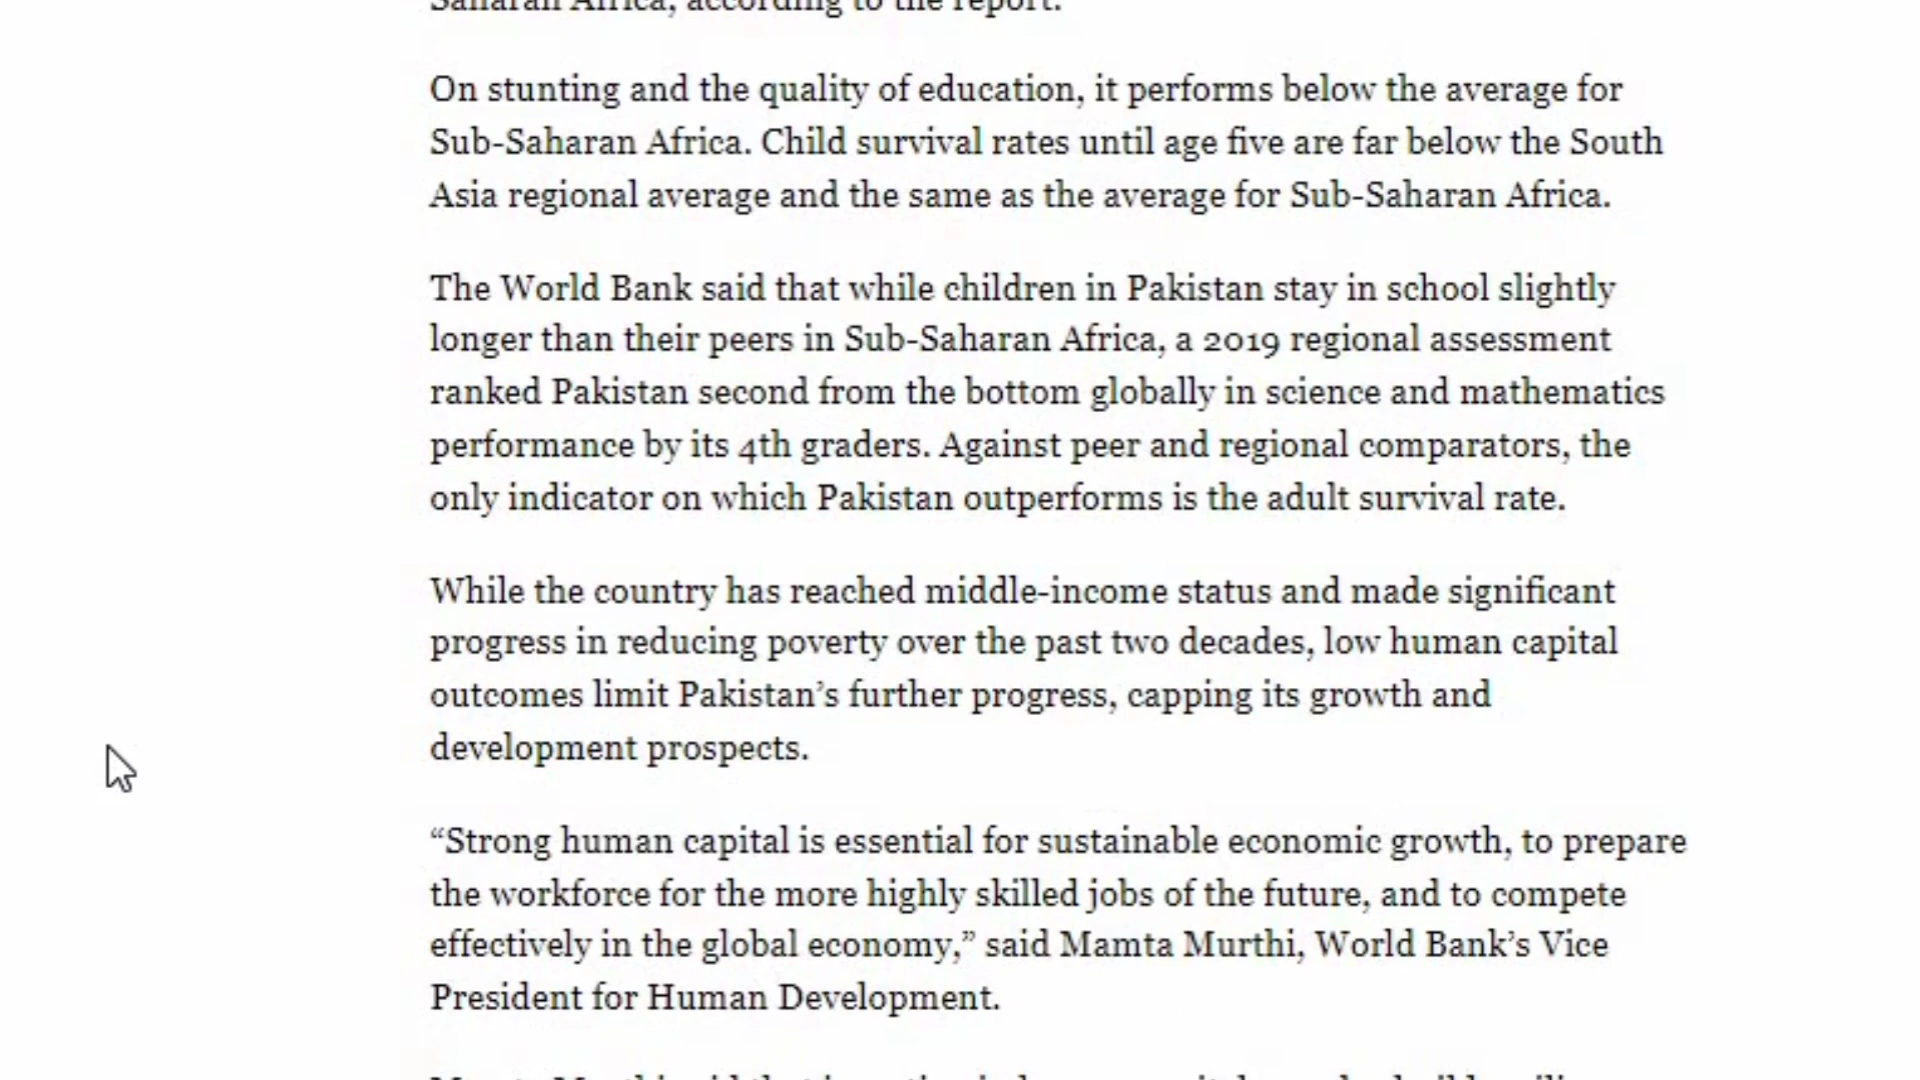 Saharan Africa, according to the report.
On stunting and the quality of education, it performs below the average for
Sub-Saharan Africa. Child survival rates until age five are far below the South
Asia regional average and the same as the average for Sub-Saharan Africa.
The World Bank said that while children in Pakistan stay in school slightly
longer than their peers in Sub-Saharan Africa, a 2019 regional assessment
ranked Pakistan second from the bottom globally in science and mathematics
performance by its 4th graders. Against peer and regional comparators, the
only indicator on which Pakistan outperforms is the adult survival rate.
While the country has reached middle-income status and made significant
progress in reducing poverty over the past two decades, low human capital
outcomes limit Pakistan’s further progress, capping its growth and
development prospects.
“Strong human capital is essential for sustainable economic growth, to prepare
the workforce for the more highly skilled jobs of the future, and to compete
effectively in the global economy,” said Mamta Murthi, World Bank’s Vice
President for Human Development.